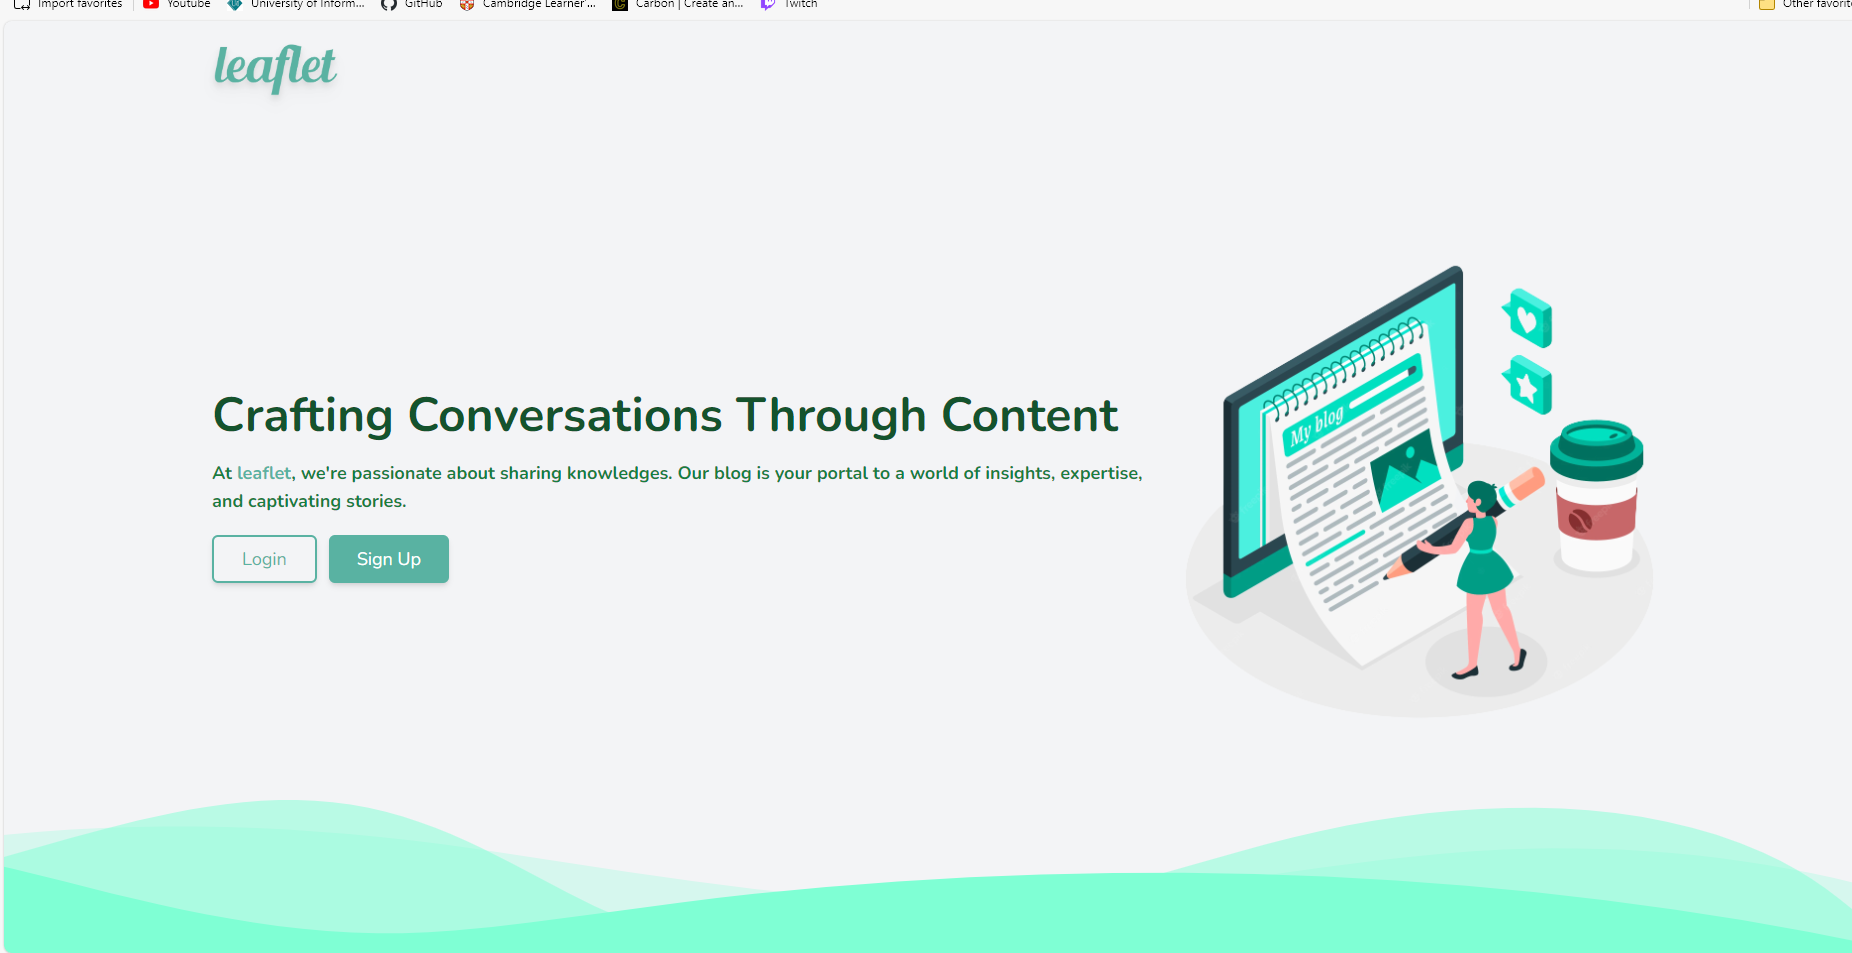 Import favorites
Youtube
University of Inform...
GitHub
Cambridge Learner'...
Carbon | Create an...
Twitch
Other favorit
leaflet
Crafting Conversations Through Content
At leaflet, we're passionate about sharing knowledges. Our blog is your portal to a world of insights, expertise,
and captivating stories.
Login
Sign Up
My blog